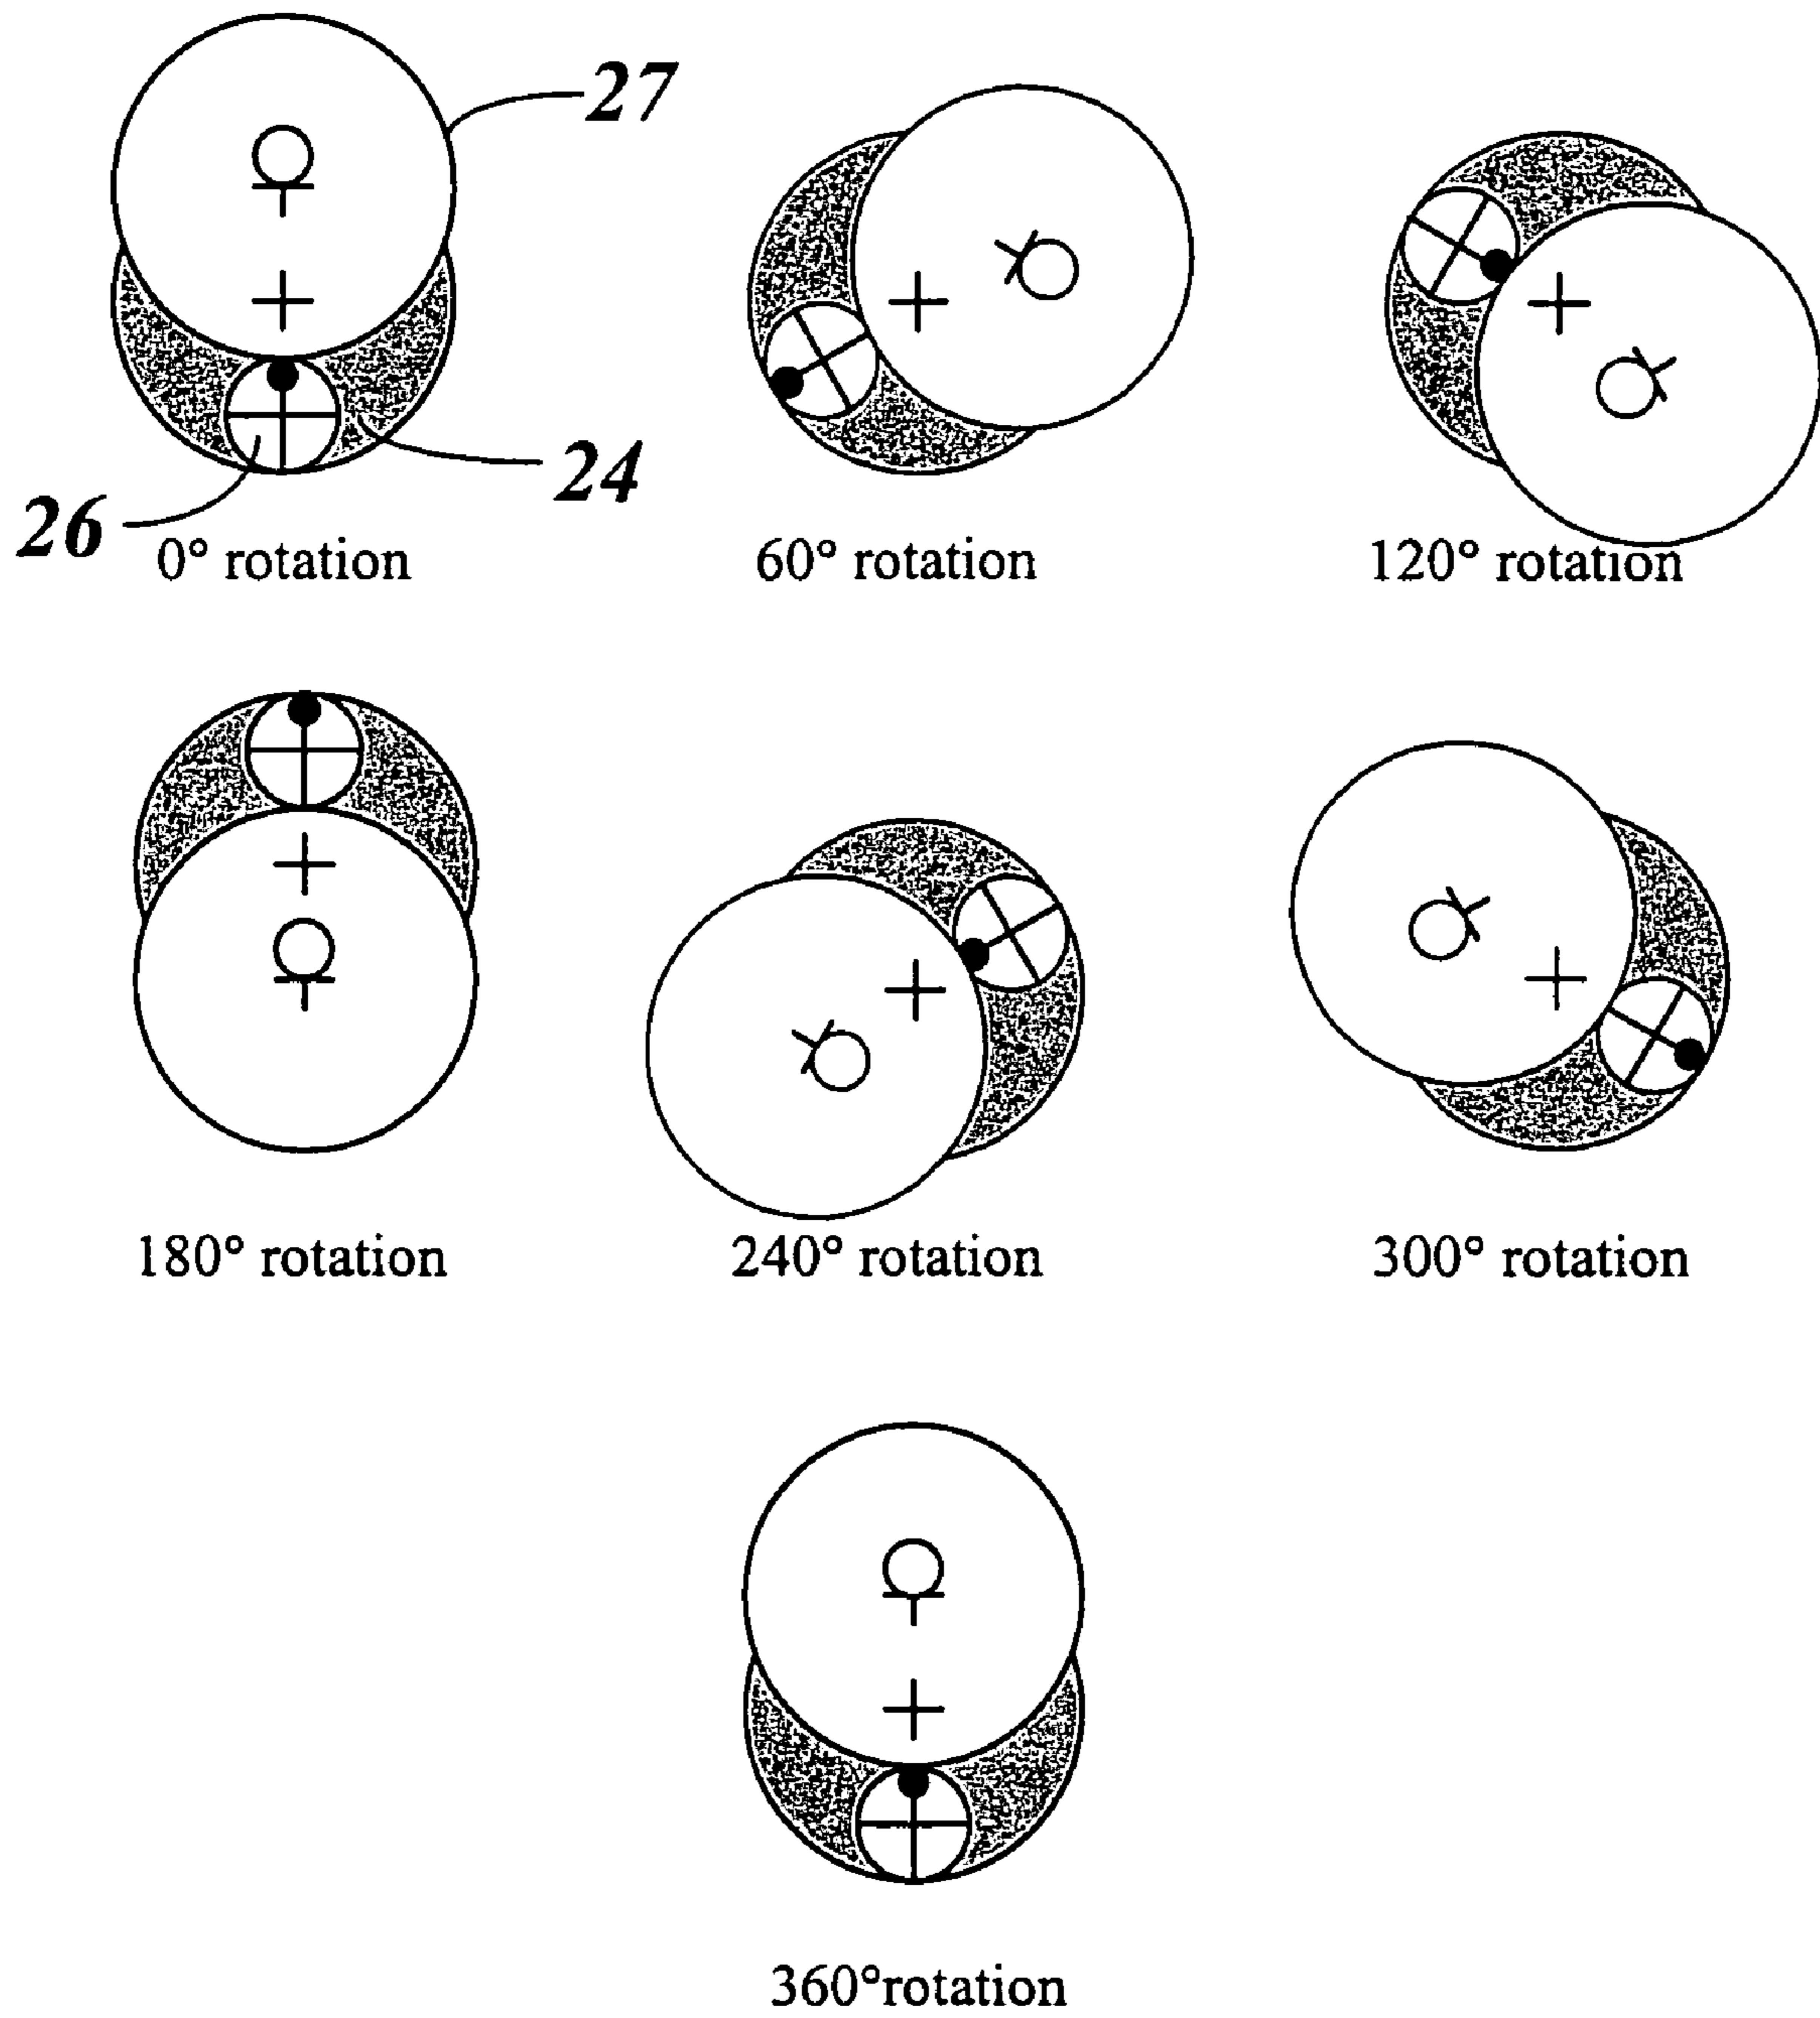 27
24
26
0° rotation
60° rotation
120° rotation
180° rotation
240° rotation
300° rotation
360°rotation